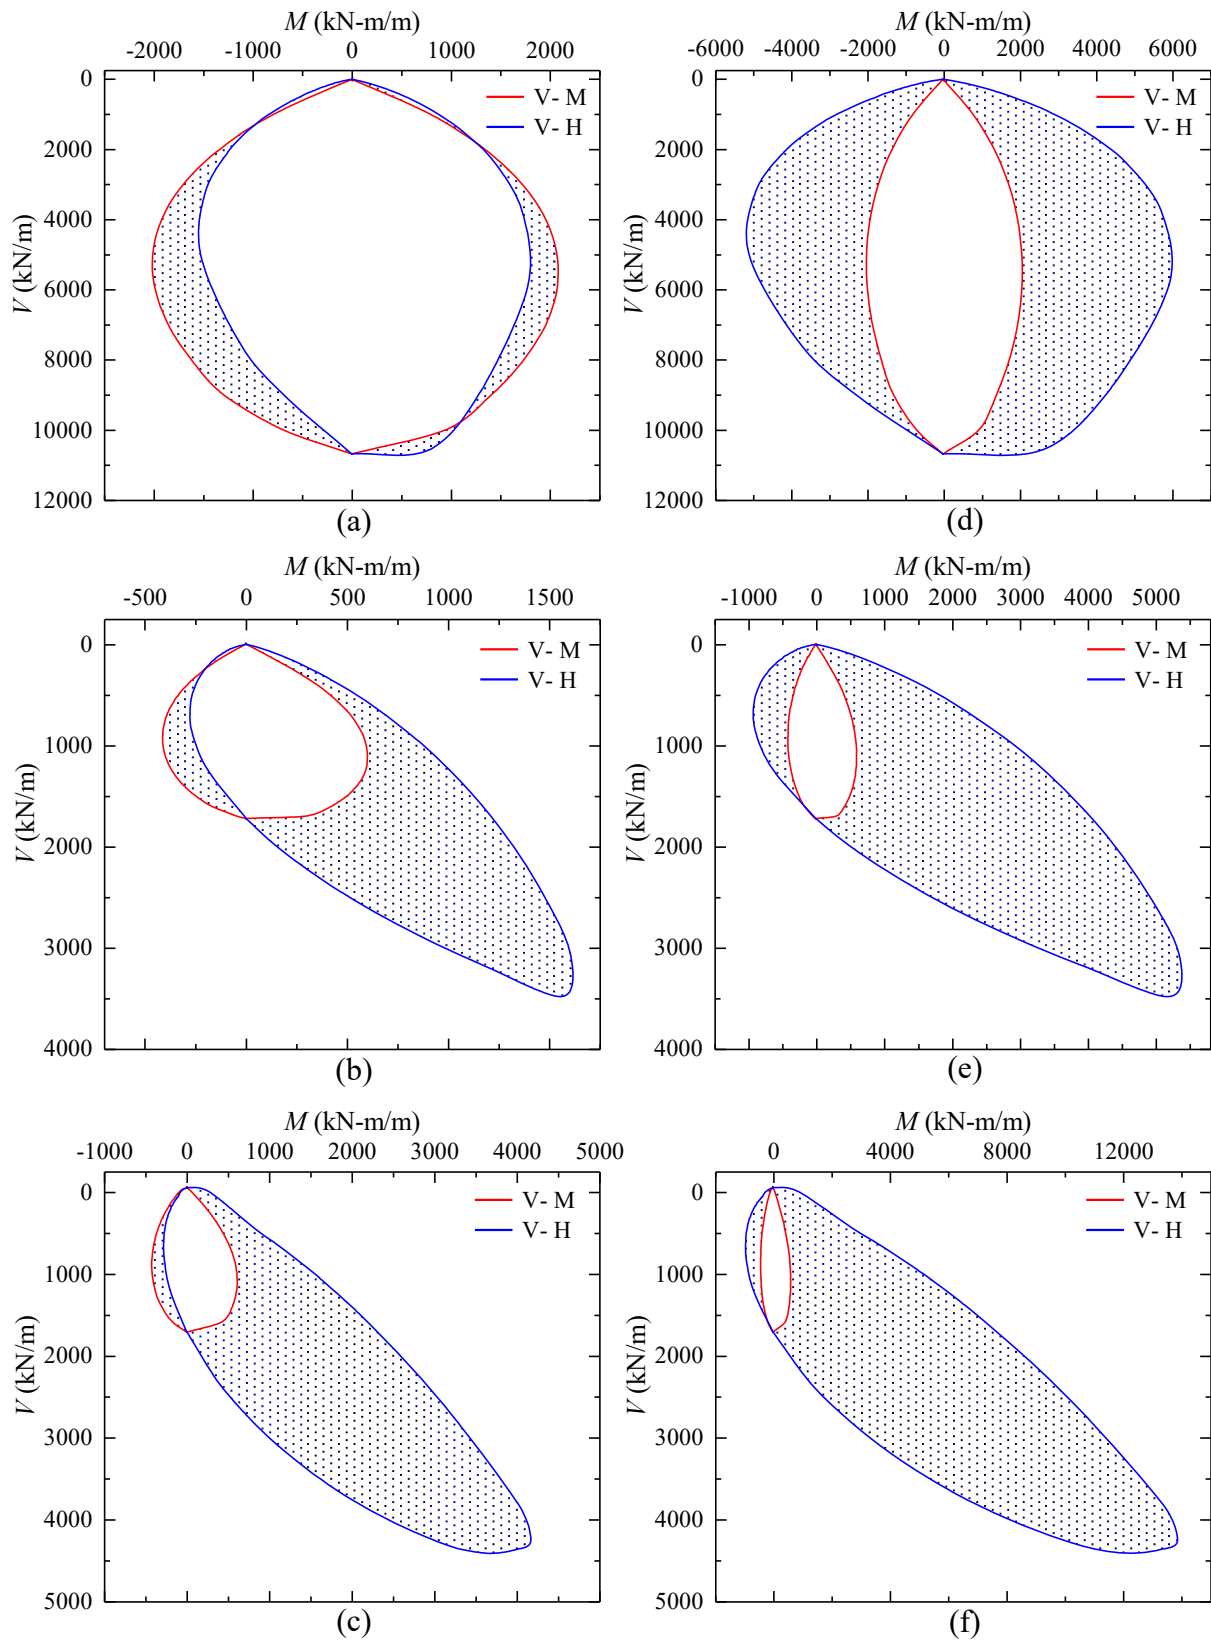 M (kN-m/m)
-2000 -1000 0 1000 2000
0
2000
4000
6000
8000
10000
12000
V (kN/m)
V- M
V- H
(a)
M (kN-m/m)
-6000 -4000 -2000 0 2000 4000 6000
0
2000
4000
6000
8000
10000
12000
V (kN/m)
V- M
V- H
(d)
M (kN-m/m)
-500 0 500 1000 1500
0
1000
2000
3000
4000
V (kN/m)
V- M
V- H
(b)
M (kN-m/m)
-1000 0 1000 2000 3000 4000 5000
0
1000
2000
3000
4000
V (kN/m)
V- M
V- H
(e)
M (kN-m/m)
-1000 0 1000 2000 3000 4000 5000
0
1000
2000
3000
4000
5000
V (kN/m)
V- M
V- H
(c)
M (kN-m/m)
0 4000 8000 12000
0
1000
2000
3000
4000
5000
V (kN/m)
V- M
V- H
(f)